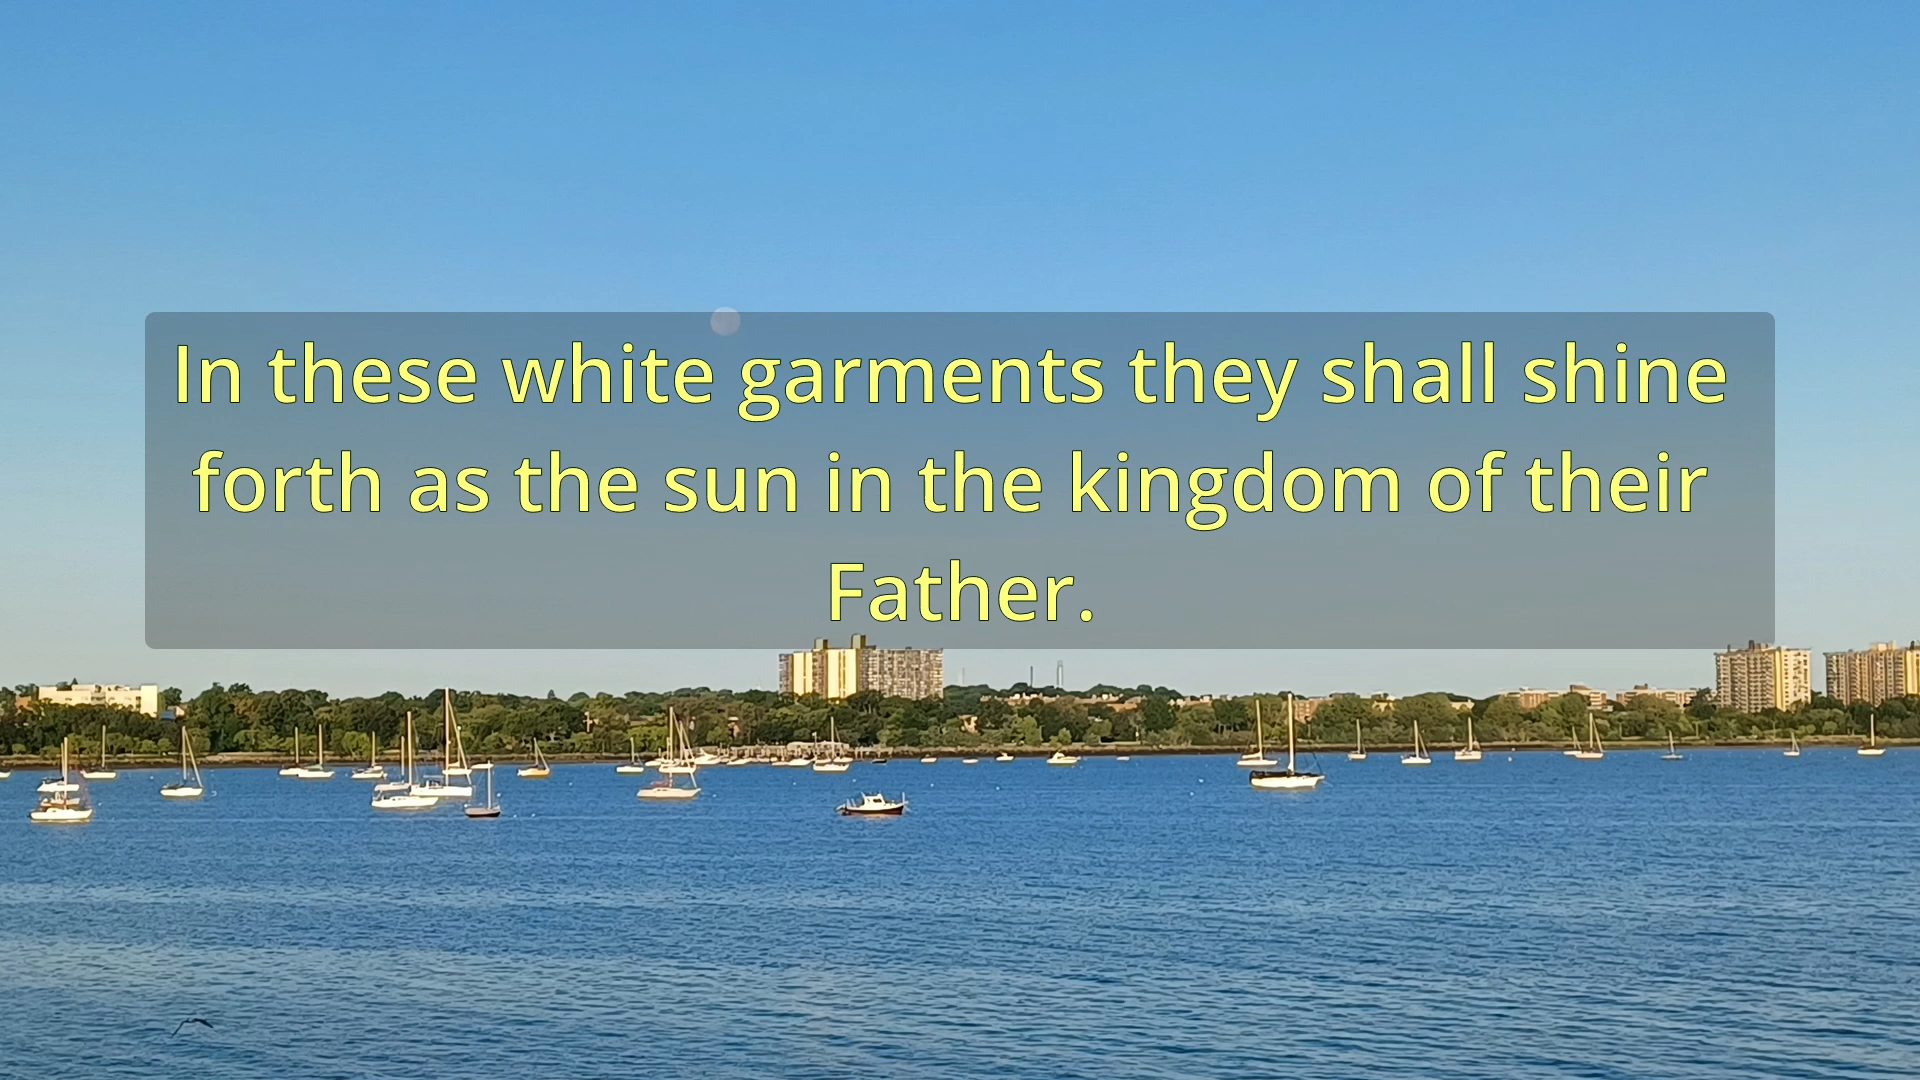 In these white garments they shall shine
forth as the sun in the kingdom of their
Father.